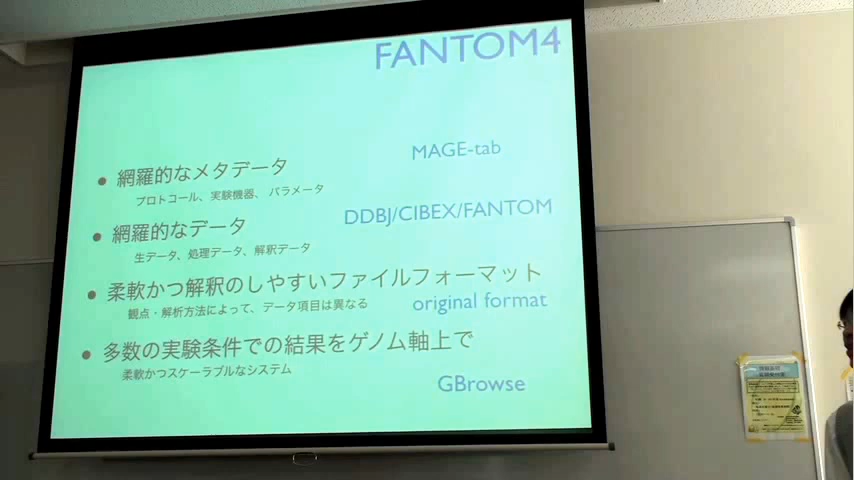 FANTOM4
網羅的なメタデータ
MAGE-tab
プロトコール、実験機器、パラメータ
網羅的なデータ
DDBJ/CIBEX/FANTOM
生データ、処理データ、解釈データ
柔軟かつ解釈のしやすいファイルフォーマット
観点・解析方法によって、データ項目は異なる
original format
多数の実験条件での結果をゲノム軸上で
柔軟かつスケーラブルなシステム
GBrowse